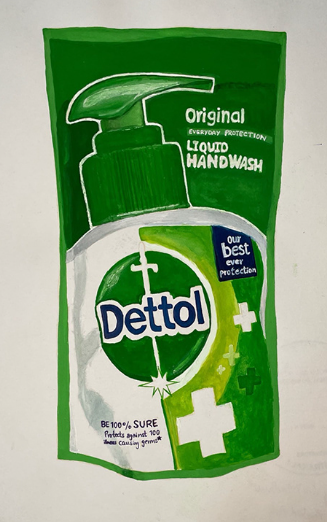 Original
EVERYDAY PROTECTION
LIQUID
HANDWASH
our
best
ever
protection
Dettol
BE 100% SURE
Protects against 100
illness causing germs*